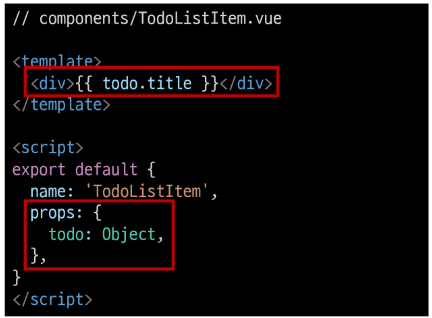 // components/TodoListItem.vue
<template>
  <div>{{ todo.title }}</div>
</template>
<script>
export default {
  name: 'TodoListItem',
  props: {
    todo: Object,
  },
}
</script>